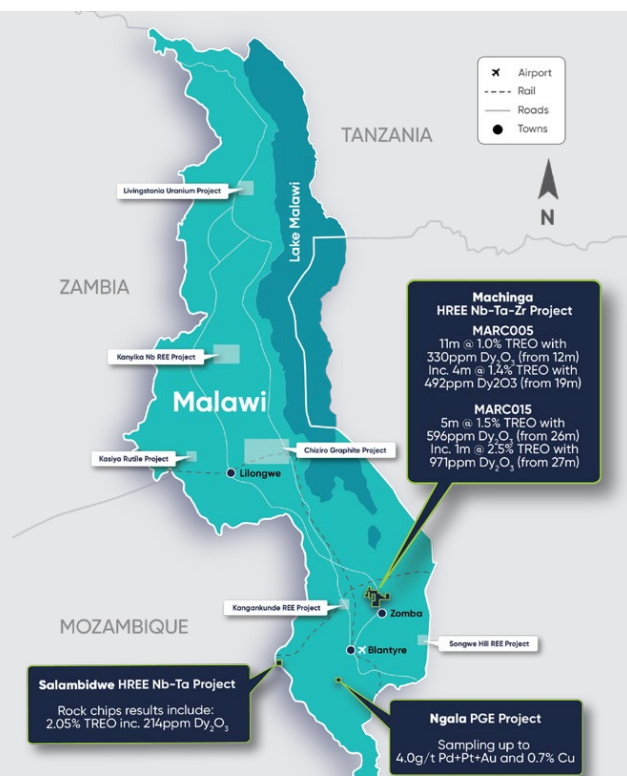 Airport
Rail
Roads
Towns
N
TANZANIA
Livingstonia Uranium Project
Lake Malawi
ZAMBIA
Machinga
HREE Nb-Ta-Zr Project
MARC005
11m @ 1.0% TREO with
330ppm Dy₂O₃ (from 12m)
Inc. 4m @ 1.4% TREO with
492ppm Dy2O3 (from 19m)
MARC015
5m @ 1.5% TREO with
596ppm Dy₂O₃ (from 26m)
Inc. 1m @ 2.5% TREO with
971ppm Dy₂O₃ (from 27m)
Kanyika Nb REE Project
Malawi
Kasiya Rutile Project
Chiziro Graphite Project
Lilongwe
Kangankunde REE Project
Zomba
MOZAMBIQUE
Songwe Hill REE Project
Blantyre
Salambidwe HREE Nb-Ta Project
Rock chips results include:
2.05% TREO inc. 214ppm Dy₂O₃
Ngala PGE Project
Sampling up to
4.0g/t Pd+Pt+Au and 0.7% Cu